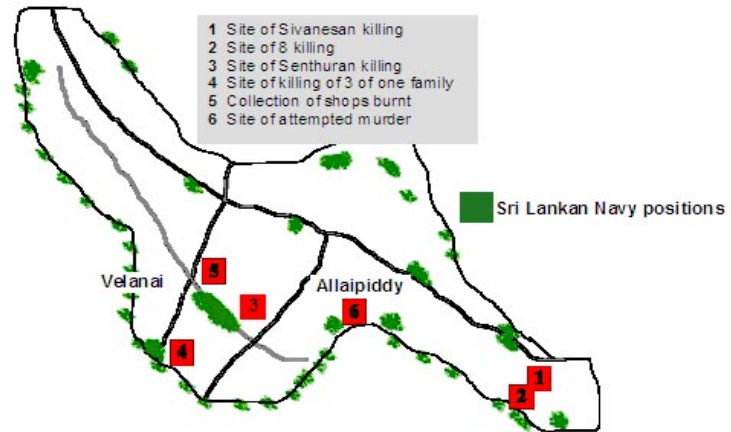 1 Site of Sivanesan killing
2 Site of 8 killing
3 Site of Senthuran killing
4 Site of killing of 3 of one family
5 Collection of shops burnt
6 Site of attempted murder
Sri Lankan Navy positions
Velanai
5
3
Allaipiddy
6
4
1
2